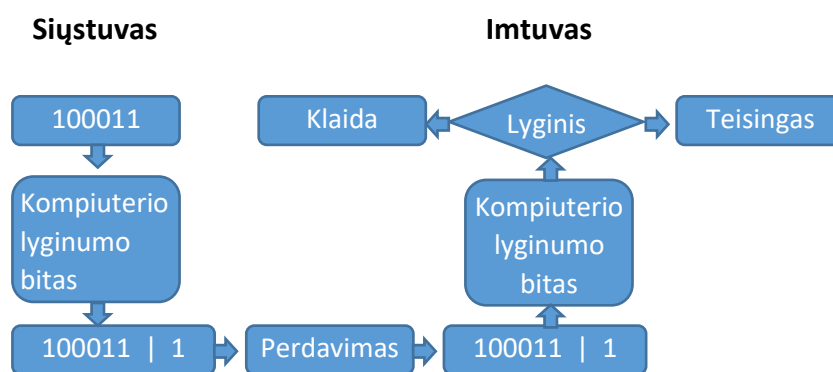 Siųstuvas
Imtuvas
100011
Klaida
Lyginis
Teisingas
Kompiuterio
lyginumo
bitas
Kompiuterio
lyginumo
bitas
100011 | 1
Perdavimas
100011 | 1